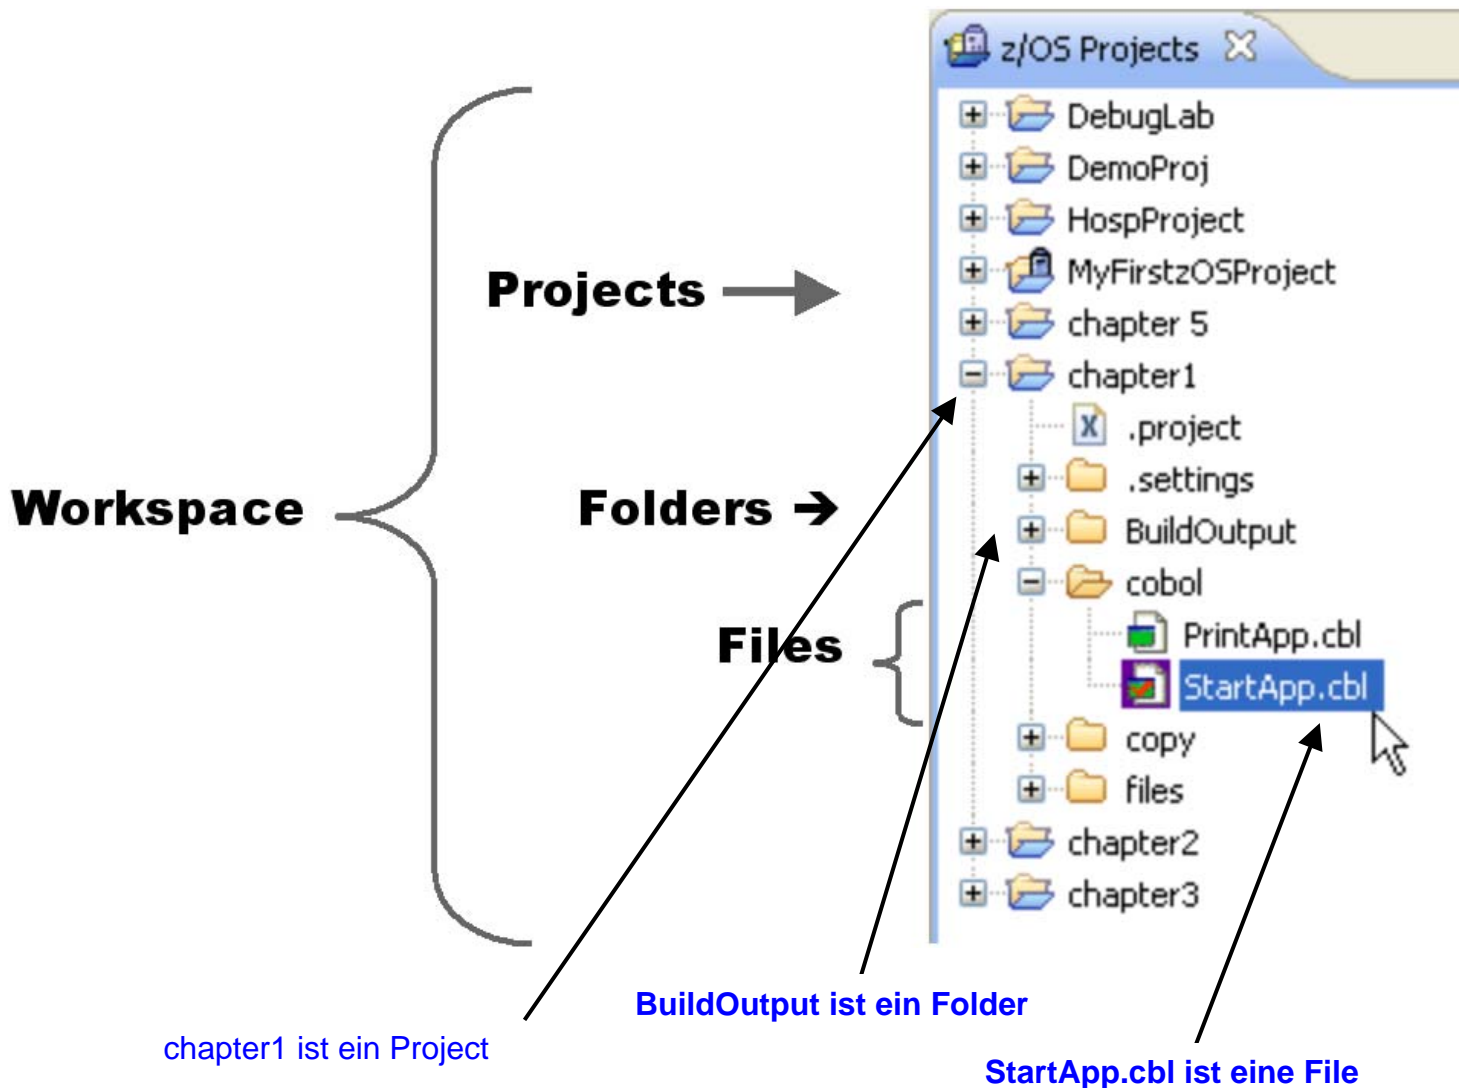 z/OS Projects
DebugLab
DemoProj
HospProject
Projects
MyFirstzOSProject
chapter 5
chapter1
.project
.settings
Workspace
Folders
BuildOutput
cobol
Files
PrintApp.cbl
StartApp.cbl
copy
files
chapter2
chapter3
BuildOutput ist ein Folder
chapter1 ist ein Project
StartApp.cbl ist eine File